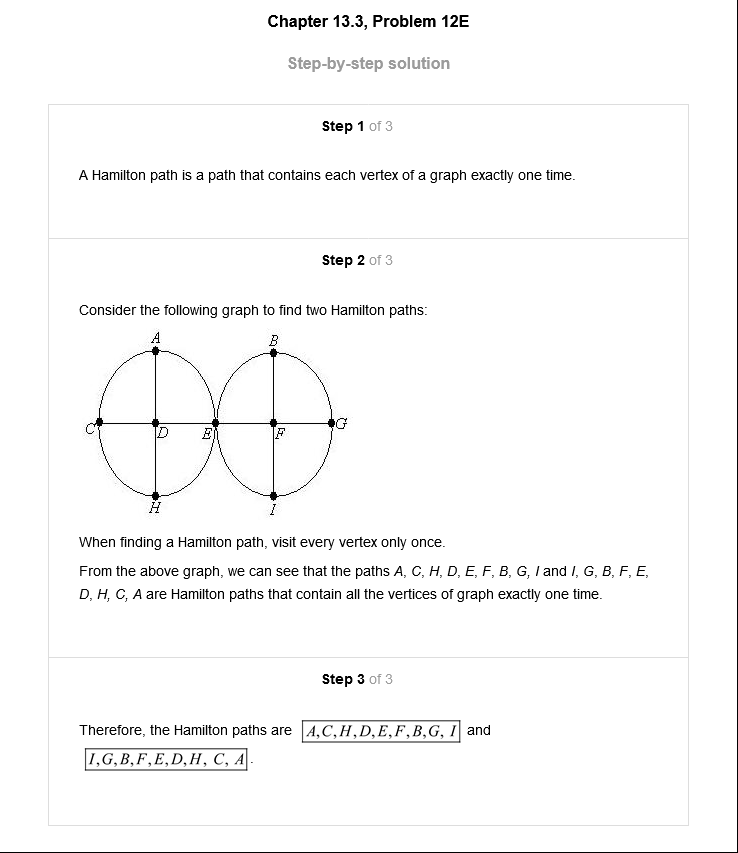 Chapter 13.3, Problem 12E
Step-by-step solution
Step 1 of 3
A Hamilton path is a path that contains each vertex of a graph exactly one time.
Step 2 of 3
Consider the following graph to find two Hamilton paths:
A
B
C
D
E
F
G
H
I
When finding a Hamilton path, visit every vertex only once.
From the above graph, we can see that the paths A, C, H, D, E, F, B, G, I and I, G, B, F, E,
D, H, C, A are Hamilton paths that contain all the vertices of graph exactly one time.
Step 3 of 3
Therefore, the Hamilton paths are A,C,H,D,E,F,B,G, I and
I,G,B,F,E,D,H, C, A.